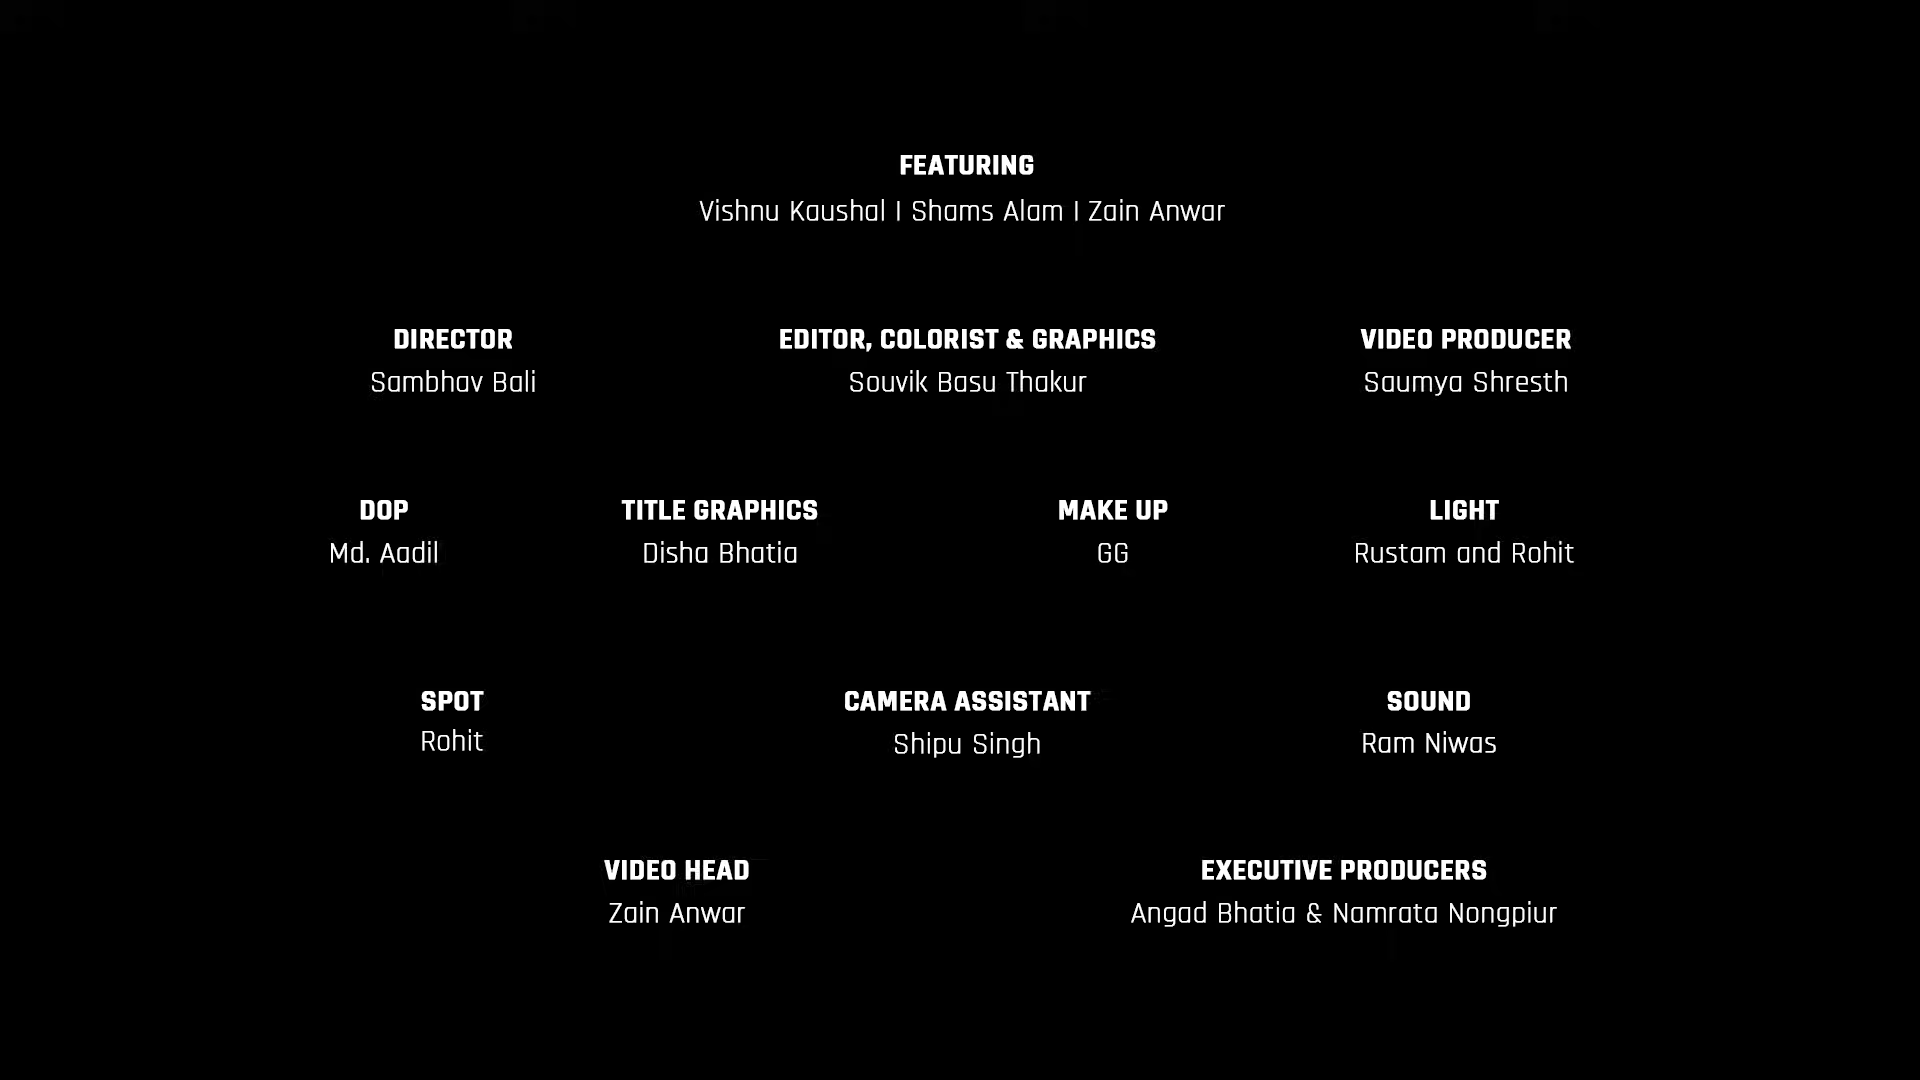 FEATURING
Vishnu Kaushal | Shams Alam | Zain Anwar
DIRECTOR
Sambhav Bali
EDITOR, COLORIST & GRAPHICS
Souvik Basu Thakur
VIDEO PRODUCER
Saumya Shresth
DOP
Md. Aadil
TITLE GRAPHICS
Disha Bhatia
MAKE UP
GG
LIGHT
Rustam and Rohit
SPOT
Rohit
CAMERA ASSISTANT
Shipu Singh
SOUND
Ram Niwas
VIDEO HEAD
Zain Anwar
EXECUTIVE PRODUCERS
Angad Bhatia & Namrata Nongpiur